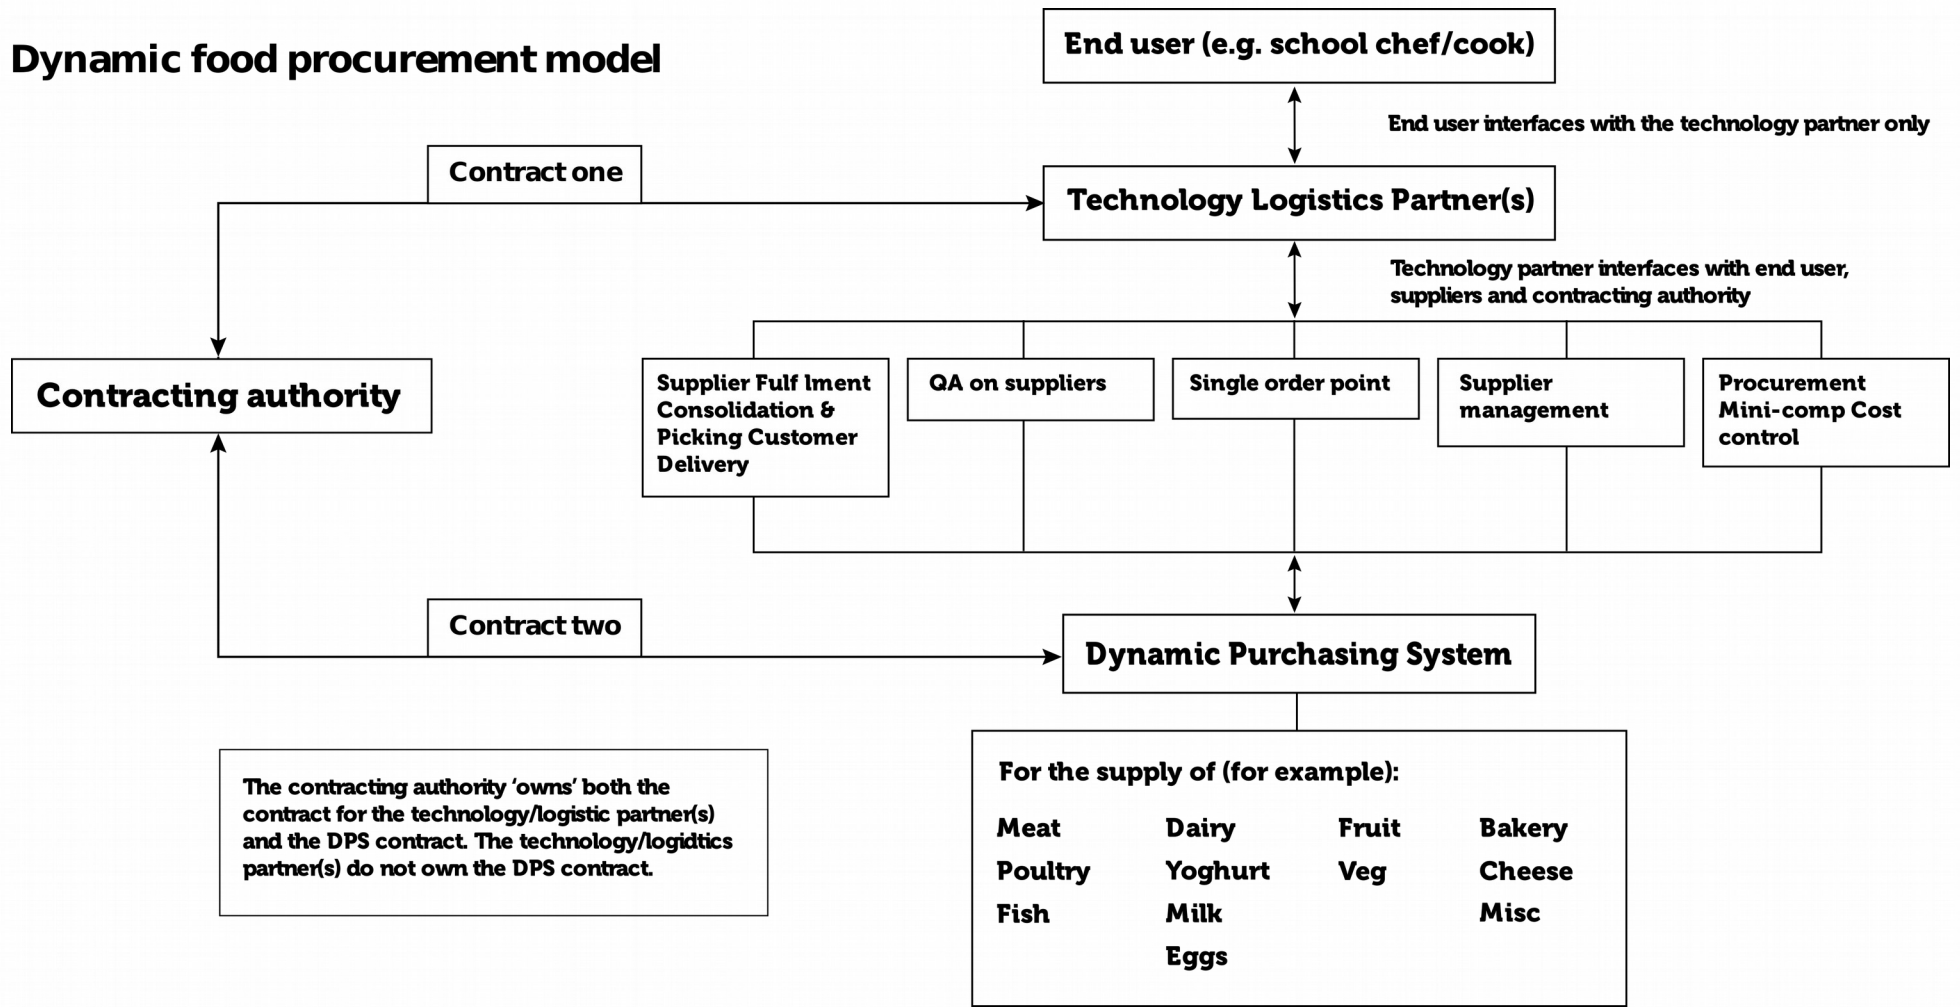 Dynamic food procurement model
End user (e.g. school chef/cook)
End user interfaces with the technology partner only
Contract one
Technology Logistics Partner(s)
Technology partner interfaces with end user,
suppliers and contracting authority
Contracting authority
Supplier Fulf lment
Consolidation &
Picking Customer
Delivery
QA on suppliers
Single order point
Supplier
management
Procurement
Mini-comp Cost
control
Contract two
Dynamic Purchasing System
The contracting authority ‘owns’ both the
contract for the technology/logistic partner(s)
and the DPS contract. The technology/logidtics
partner(s) do not own the DPS contract.
For the supply of (for example):
Meat Dairy Fruit Bakery
Poultry Yoghurt Veg Cheese
Fish Milk Misc
Eggs